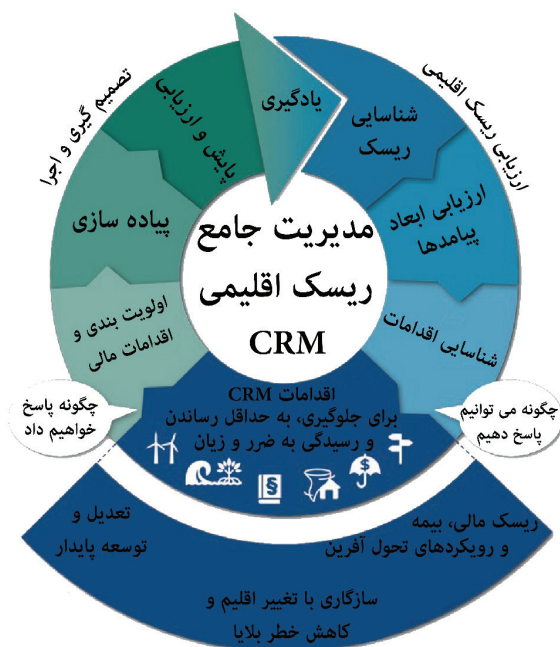 مدیریت جامع
ریسک اقلیمی
CRM
ارزیابی ریسک اقلیمی
شناسایی
ریسک
ارزیابی ابعاد
پیامدها
شناسایی اقدامات
چگونه می توانیم
پاسخ دهیم
اقدامات CRM
برای جلوگیری، به حداقل رساندن
و رسیدگی به ضرر و زیان
چگونه پاسخ
خواهیم داد
تصمیم گیری و اجرا
اولویت بندی و
اقدامات مالی
پیاده سازی
پایش و ارزیابی
یادگیری
ریسک مالی، بیمه
و رویکردهای تحول آفرین
سازگاری با تغییر اقلیم و
کاهش خطر بلایا
تعدیل و
توسعه پایدار
$
§